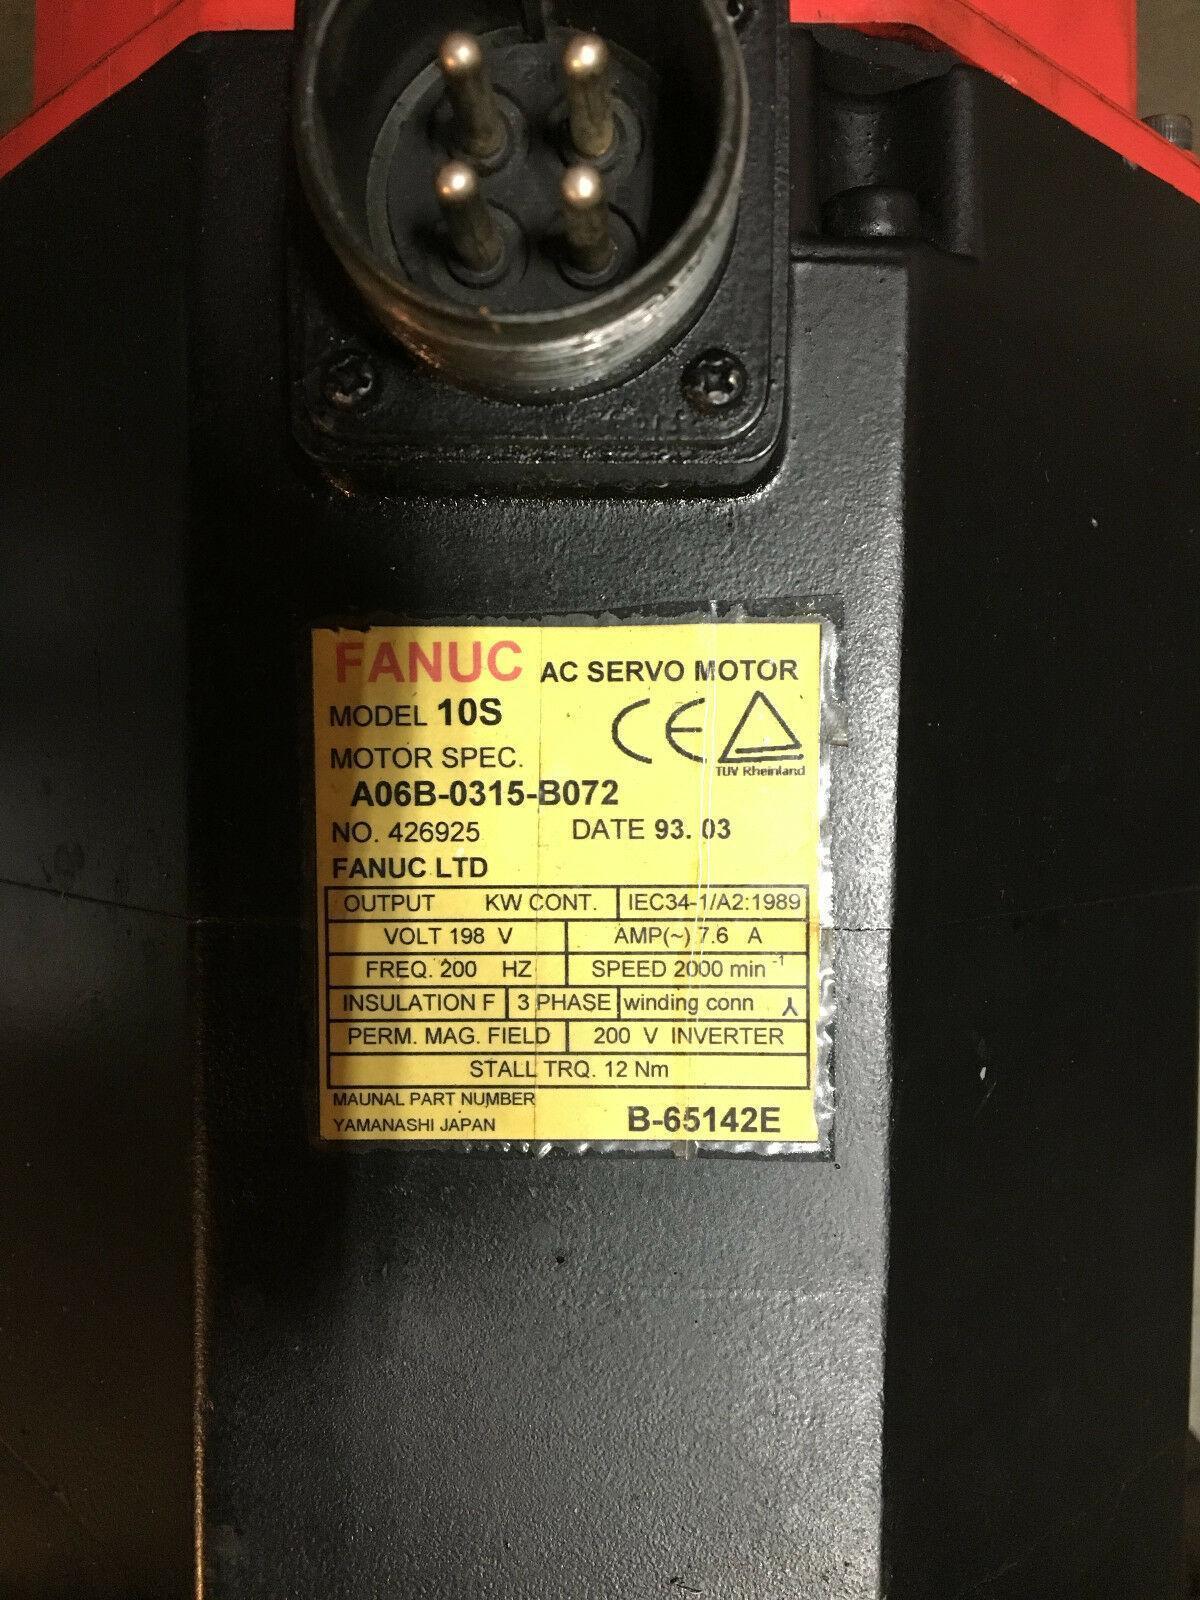 FANUC AC SERVO MOTOR
MODEL 10S
CE
TUV Rheinland
MOTOR SPEC.
A06B-0315-B072
NO. 426925 DATE 93. 03
FANUC LTD
OUTPUT KW CONT. IEC34-1/A2:1989
VOLT 198 V AMP(~) 7.6 A
FREQ. 200 HZ SPEED 2000 min -1
INSULATION F 3 PHASE winding conn
PERM. MAG. FIELD 200 V INVERTER
STALL TRQ. 12 Nm
MAUNAL PART NUMBER
YAMANASHI JAPAN B-65142E